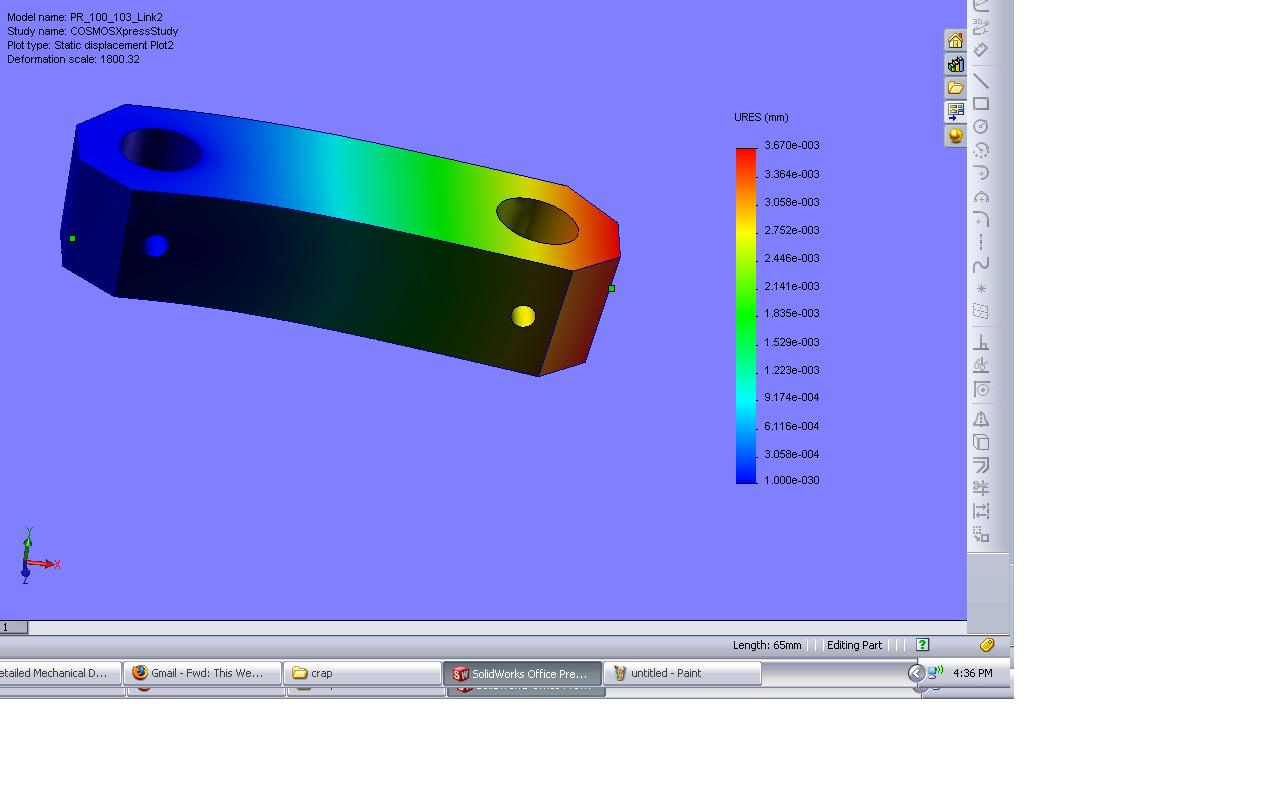 Model name: PR_100_103_Link2
Study name: COSMOSXpressStudy
Plot type: Static displacement Plot2
Deformation scale: 1800.32
URES (mm)
3.670e-003
3.364e-003
3.058e-003
2.752e-003
2.446e-003
2.141e-003
1.835e-003
1.529e-003
1.223e-003
9.174e-004
6.116e-004
3.058e-004
1.000e-030
3D
Y
X
Z
1
Length: 65mm
Editing Part
etailed Mechanical D...
Gmail - Fwd: This We...
crap
SolidWorks Office Pre...
untitled - Paint
4:36 PM